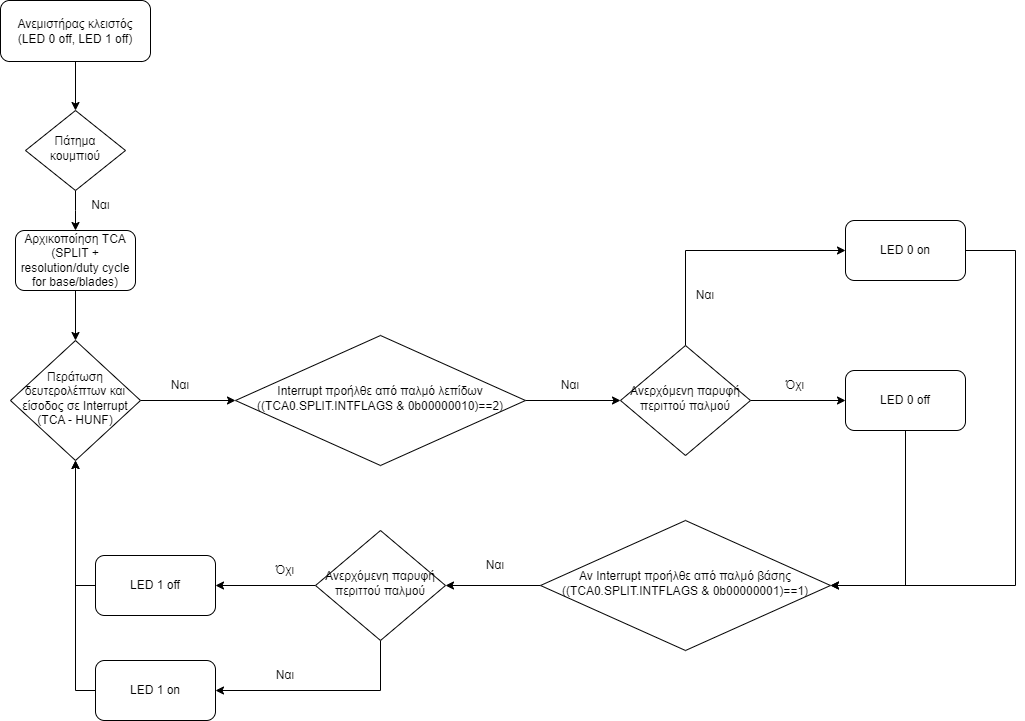 Ανεμιστήρας κλειστός
(LED 0 off, LED 1 off)
Πάτημα
κουμπιού
Ναι
Αρχικοποίηση TCA
(SPLIT +
resolution/duty cycle
for base/blades)
Περάτωση
δευτερολέπτων και
είσοδος σε Interrupt
(TCA - HUNF)
Ναι
Interrupt προήλθε από παλμό λεπίδων
((TCA0.SPLIT.INTFLAGS & 0b00000010)==2)
Ναι
Ανερχόμενη παρυφή
περιττού παλμού
Ναι
LED 0 on
Όχι
LED 0 off
Αν Interrupt προήλθε από παλμό βάσης
((TCA0.SPLIT.INTFLAGS & 0b00000001)==1)
Ναι
Ανερχόμενη παρυφή
περιττού παλμού
Όχι
LED 1 off
Ναι
LED 1 on